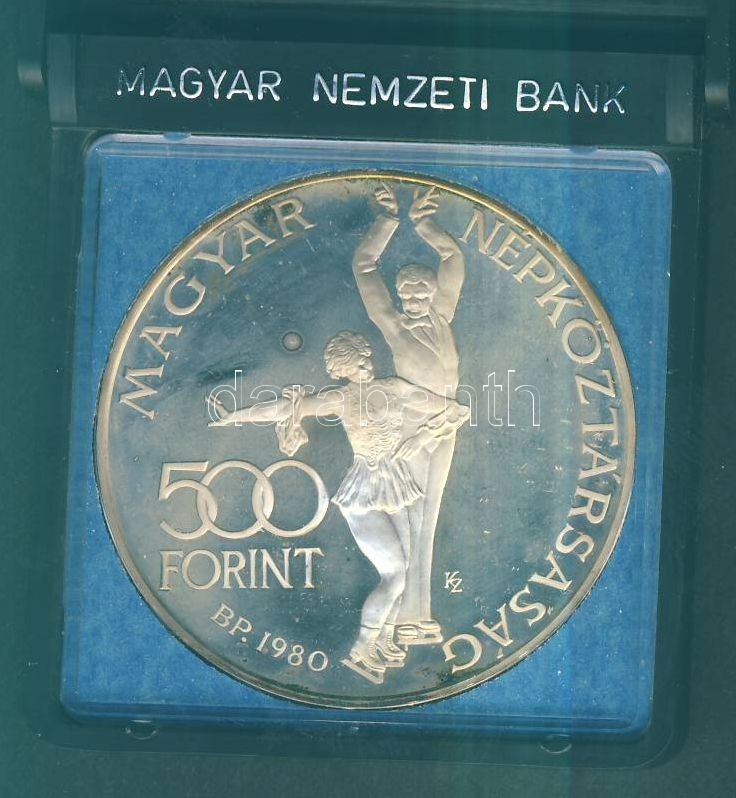 MAGYAR NEMZETI BANK
MAGYAR NÉPKÖZTÁRSASÁG
500
FORINT
BP. 1980
KZ
darabanth